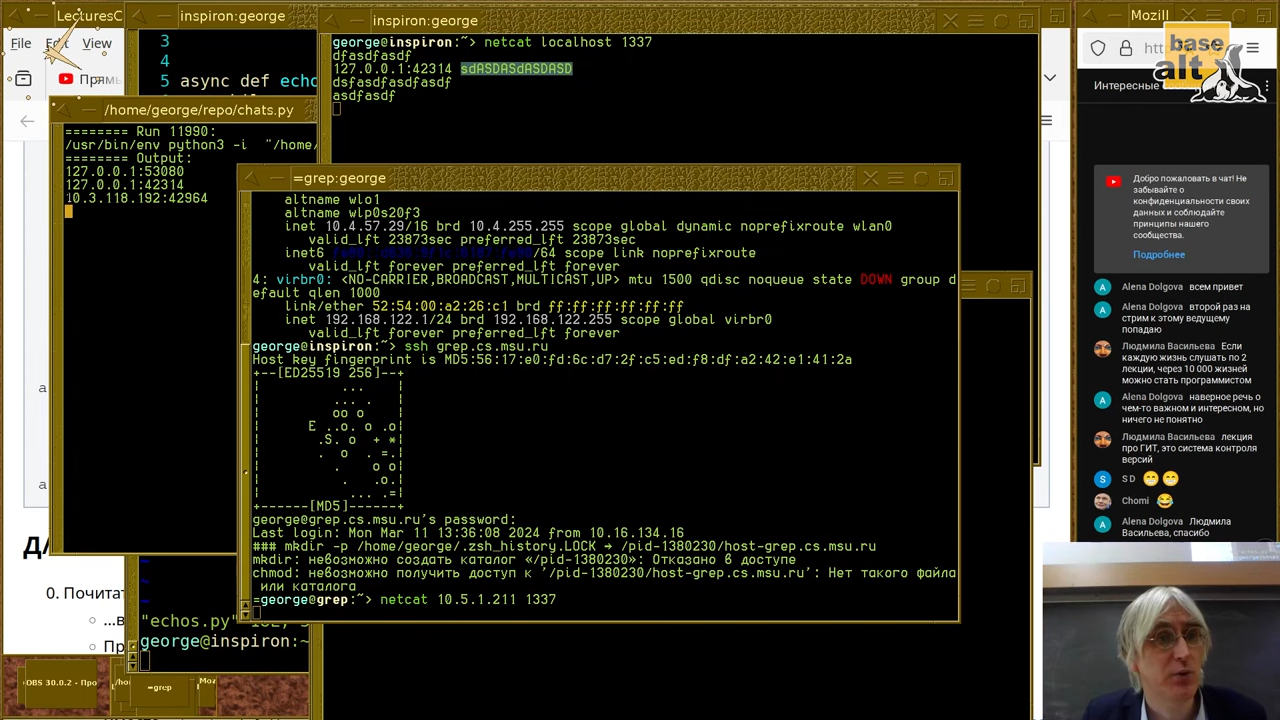 LecturesC
File Edit View
Прямы
inspiron:george
3
4
5 async def echo
/home/george/repo/chats.py
======== Run 11990:
/usr/bin/env python3 -i "/home/
======== Output:
127.0.0.1:53080
127.0.0.1:42314
10.3.118.192:42964
inspiron:george
george@inspiron:~> netcat localhost 1337
dfasdfasdf
127.0.0.1:42314 sdASDASdASDASD
dsfasdfasdfasdf
asdfasdf
=grep:george
altname wlo1
altname wlp0s20f3
inet 10.4.57.29/16 brd 10.4.255.255 scope global dynamic noprefixroute wlan0
valid_lft 23873sec preferred_lft 23873sec
inet6 /64 scope link noprefixroute
valid_lft forever preferred_lft forever
4: virbr0: <NO-CARRIER,BROADCAST,MULTICAST,UP> mtu 1500 qdisc noqueue state DOWN group d
efault qlen 1000
link/ether 52:54:00:a2:26:c1 brd ff:ff:ff:ff:ff:ff
inet 192.168.122.1/24 brd 192.168.122.255 scope global virbr0
valid_lft forever preferred_lft forever
george@inspiron:~> ssh grep.cs.msu.ru
Host key fingerprint is MD5:56:17:e0:fd:6c:d7:2f:c5:ed:f8:df:a2:42:e1:41:2a
+--[ED25519 256]--+
| ... |
| ... . |
| oo o |
| E ..o. o .o|
| .S. o + *|
| . o . =.|
| . o o|
| . .o.|
| ... .=|
+------[MD5]------+
george@grep.cs.msu.ru's password:
Last login: Mon Mar 11 13:36:08 2024 from 10.16.134.16
### mkdir -p /home/george/.zsh_history.LOCK → /pid-1380230/host-grep.cs.msu.ru
mkdir: невозможно создать каталог «/pid-1380230»: Отказано в доступе
chmod: невозможно получить доступ к '/pid-1380230/host-grep.cs.msu.ru': Нет такого файла
или каталога
=george@grep:~> netcat 10.5.1.211 1337
0. Почитат
"echos.py" 18L, 5
george@inspiron:~
OBS 30.0.2 - Про
=grep
Moz
Mozill
base
alt
Интересные
Добро пожаловать в чат! Не
забывайте о
конфиденциальности своих
данных и соблюдайте
принципы нашего
сообщества.
Подробнее
A Alena Dolgova всем привет
A Alena Dolgova второй раз на
стрим к этому ведущему
попадаю
Людмила Васильева Если
каждую жизнь слушать по 2
лекции, через 10 000 жизней
можно стать программистом
A Alena Dolgova наверное речь о
чем-то важном и интересном, но
ничего не понятно
Людмила Васильева лекция
про ГИТ, это система контроля
версий
S S D 😁😁
Chomi 😂
A Alena Dolgova Людмила
Васильева, спасибо